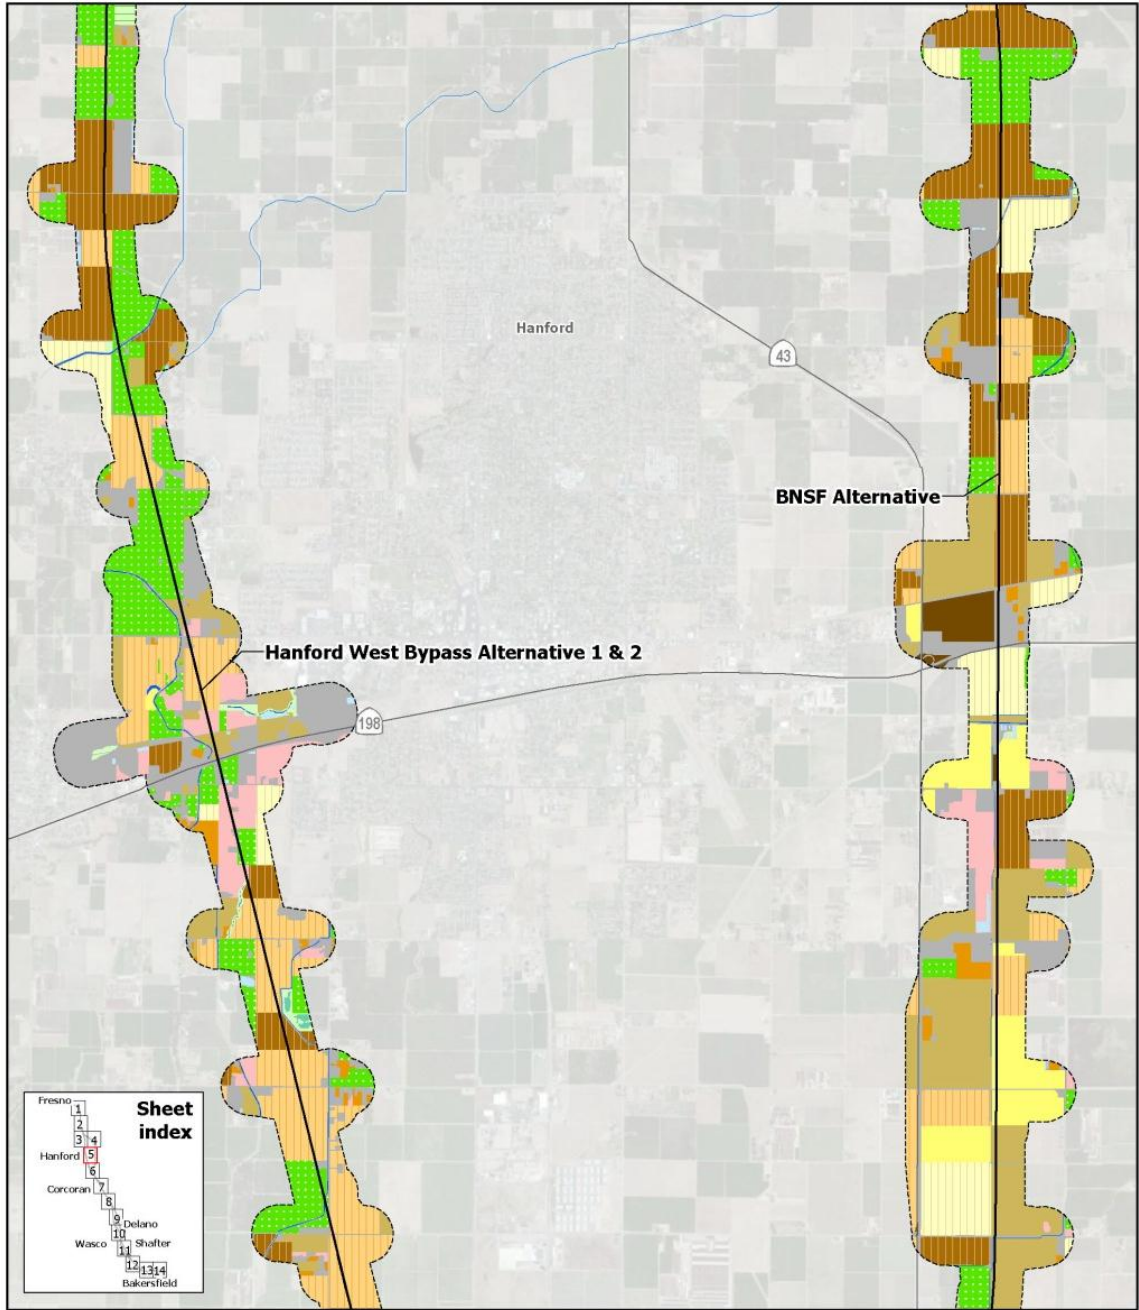 Hanford
43
BNSF Alternative
Hanford West Bypass Alternative 1 & 2
198
Sheet
index
Fresno
1
2
3
4
Hanford
5
6
Corcoran
7
8
9
Delano
10
Wasco
11
Shafter
12
13
14
Bakersfield